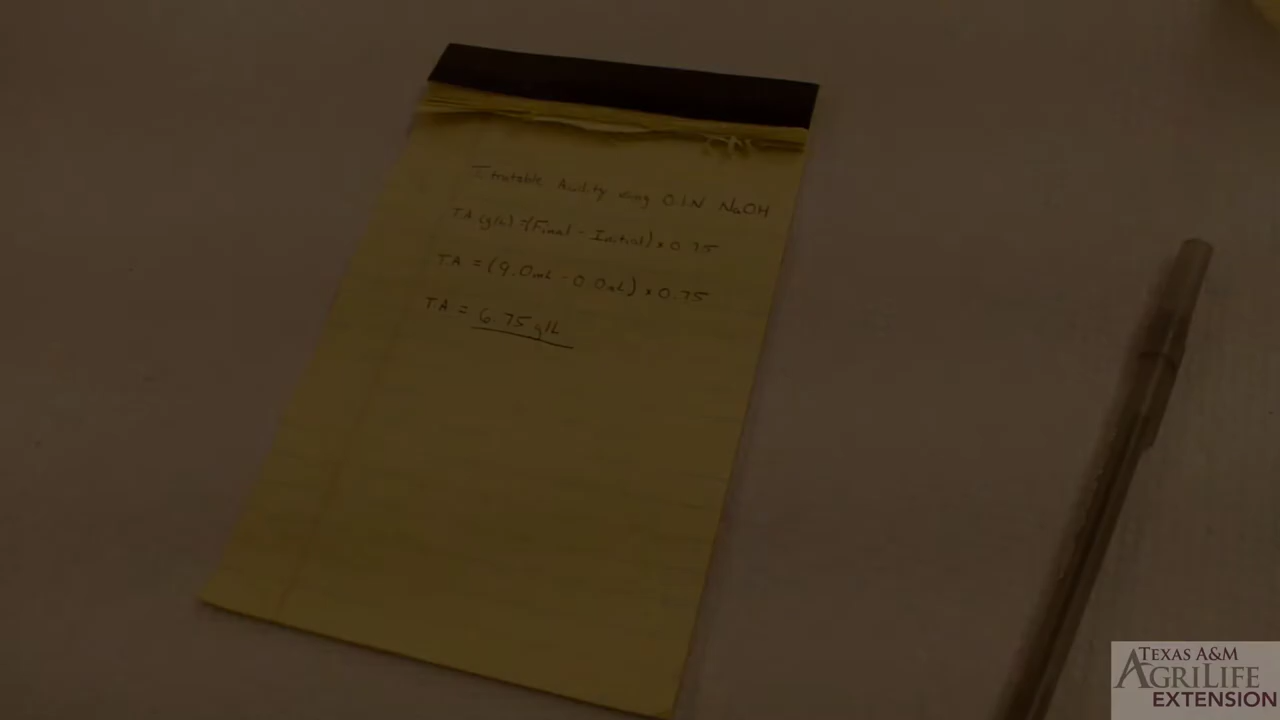 Titratable Acidity using 0.1N NaOH
TA (g/L) = (Final - Initial) x 0.75
TA = (9.0mL - 0.0mL) x 0.75
TA = 6.75 g/L
TEXAS A&M
AGRILIFE
EXTENSION